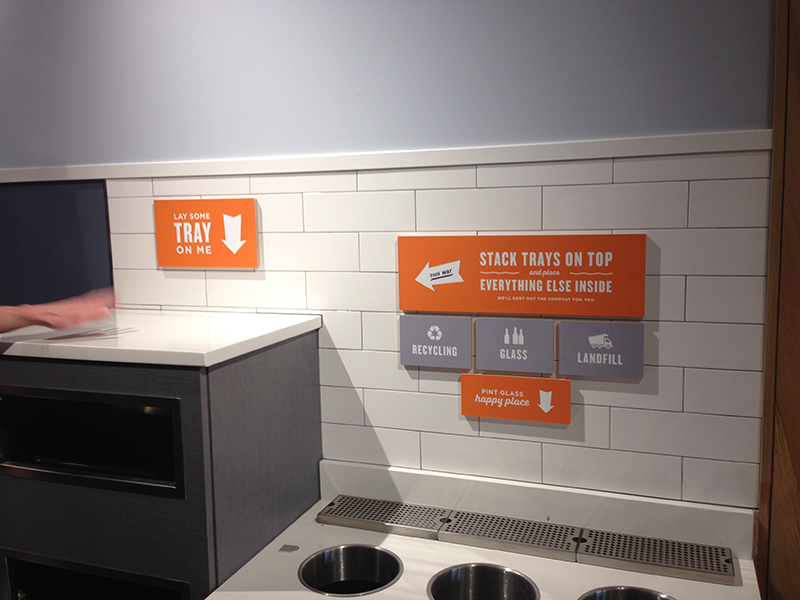 LAY SOME
TRAY
ON ME
THIS WAY
STACK TRAYS ON TOP
and place
EVERYTHING ELSE INSIDE
WE'LL SORT OUT THE COMPOST FOR YOU
RECYCLING
GLASS
LANDFILL
PINT GLASS
happy place